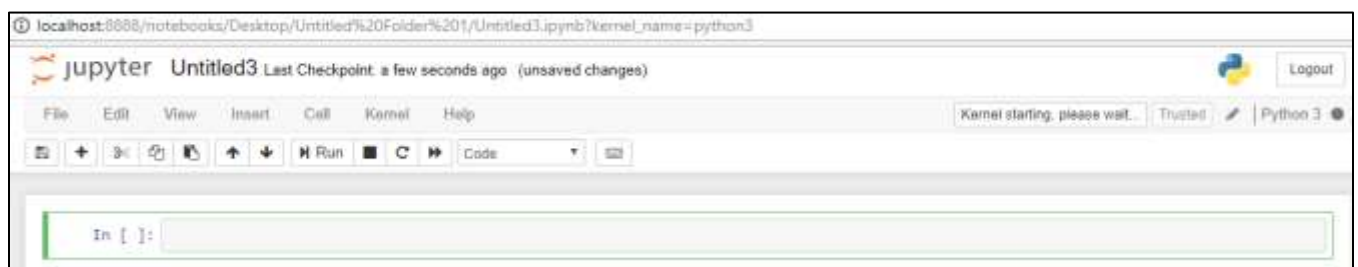 localhost:8888/notebooks/Desktop/Untitled%20Folder%201/Untitled3.ipynb?kernel_name=python3
jupyter Untitled3 Last Checkpoint: a few seconds ago (unsaved changes) Logout
File Edit View Insert Cell Kernel Help Kernel starting, please wait... Trusted Python 3
Run Code
In [ ]: